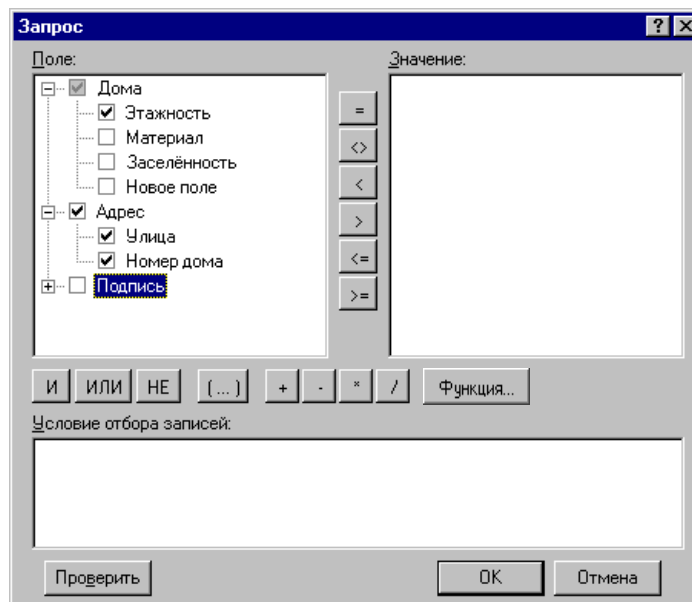 Запрос
Поле:
Значение:
Дома
Этажность
Материал
Заселённость
Новое поле
Адрес
Улица
Номер дома
Подпись
=
<>
<
>
<=
>=
И ИЛИ НЕ (...) + - * / Функция...
Условие отбора записей:
Проверить OK Отмена